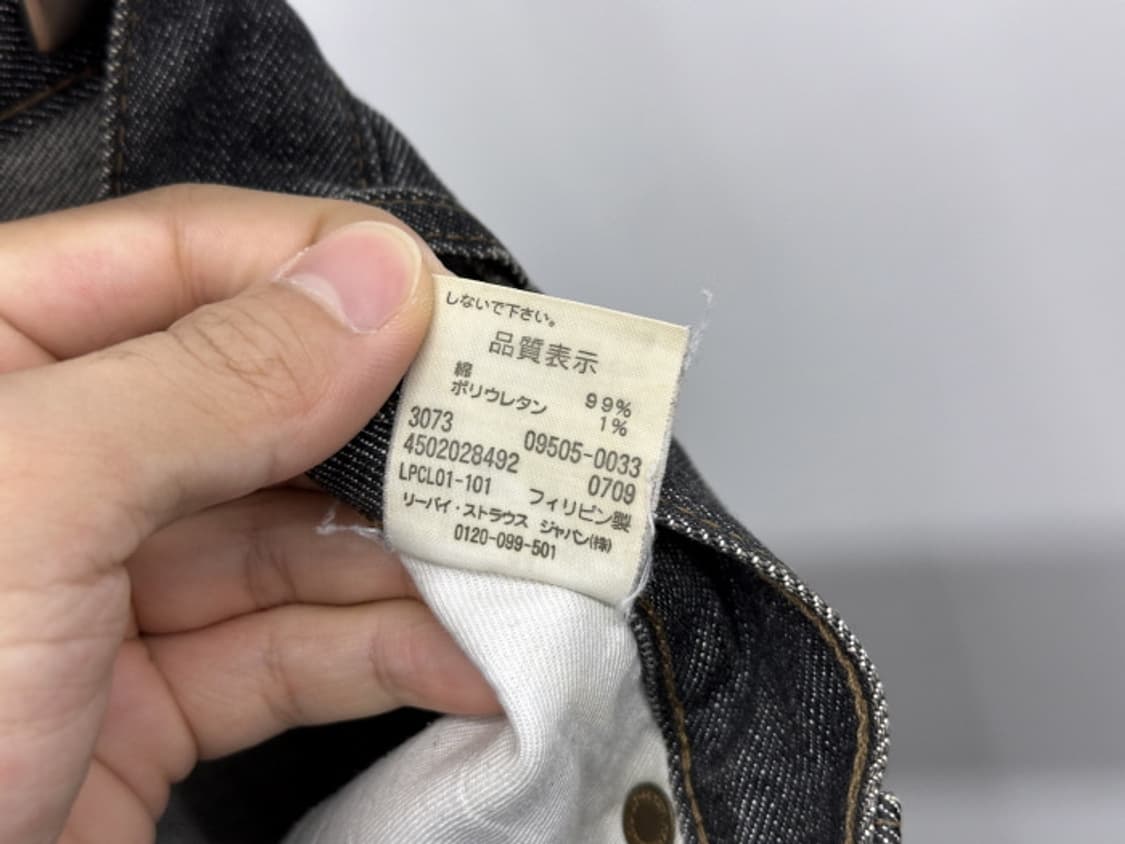 しないで下さい。
品質表示
綿 99%
ポリウレタン 1%
3073 09505-0033
4502028492 0709
LPCL01-101 フィリピン製
リーバイ・ストラウス ジャパン(株)
0120-099-501